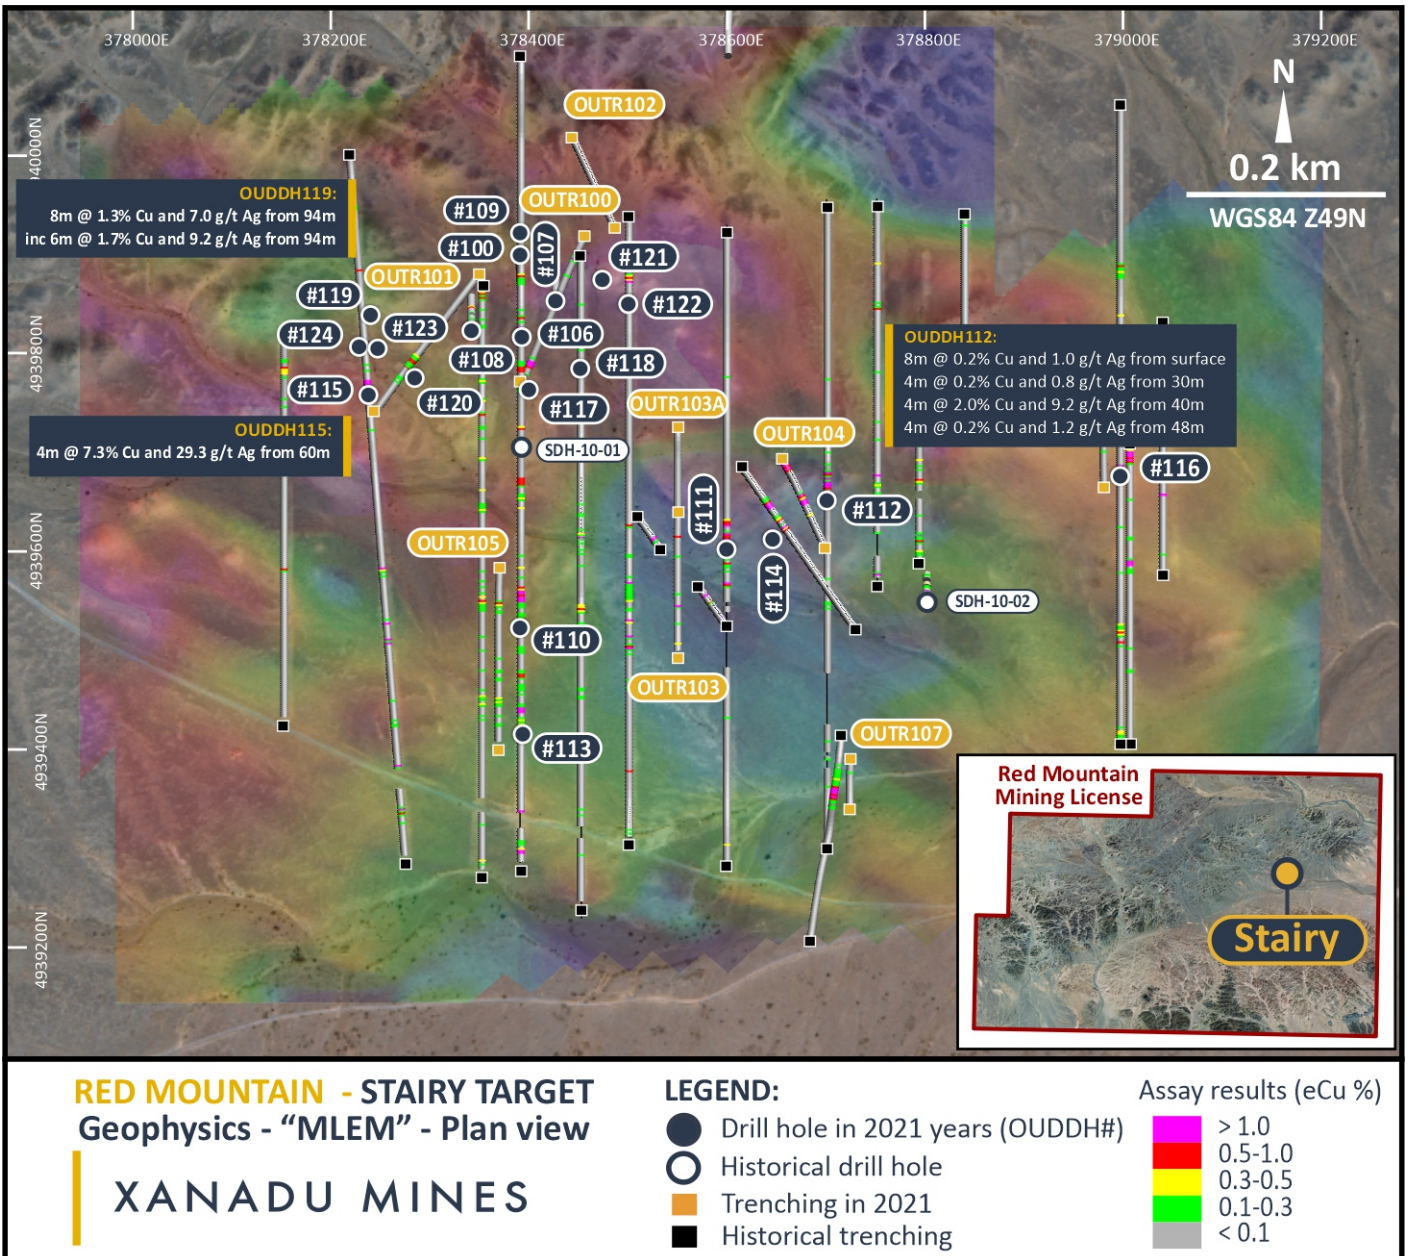 378000E
378200E
378400E
378600E
378800E
379000E
379200E
N
0.2 km
WGS84 Z49N
4940000N
4939800N
4939600N
4939400N
4939200N
OUTR102
OUDDH119:
8m @ 1.3% Cu and 7.0 g/t Ag from 94m
inc 6m @ 1.7% Cu and 9.2 g/t Ag from 94m
#109
OUTR100
#100
#107
#121
OUTR101
#119
#122
#124
#123
#108
#106
#118
#115
#120
#117
OUTR103A
OUDDH112:
8m @ 0.2% Cu and 1.0 g/t Ag from surface
4m @ 0.2% Cu and 0.8 g/t Ag from 30m
4m @ 2.0% Cu and 9.2 g/t Ag from 40m
4m @ 0.2% Cu and 1.2 g/t Ag from 48m
OUDDH115:
4m @ 7.3% Cu and 29.3 g/t Ag from 60m
SDH-10-01
OUTR104
#116
#111
#112
OUTR105
#114
SDH-10-02
#110
OUTR103
#113
OUTR107
Red Mountain
Mining License
Stairy
RED MOUNTAIN - STAIRY TARGET
Geophysics - “MLEM” - Plan view
XANADU MINES
LEGEND:
Drill hole in 2021 years (OUDDH#)
Historical drill hole
Trenching in 2021
Historical trenching
Assay results (eCu %)
> 1.0
0.5-1.0
0.3-0.5
0.1-0.3
< 0.1